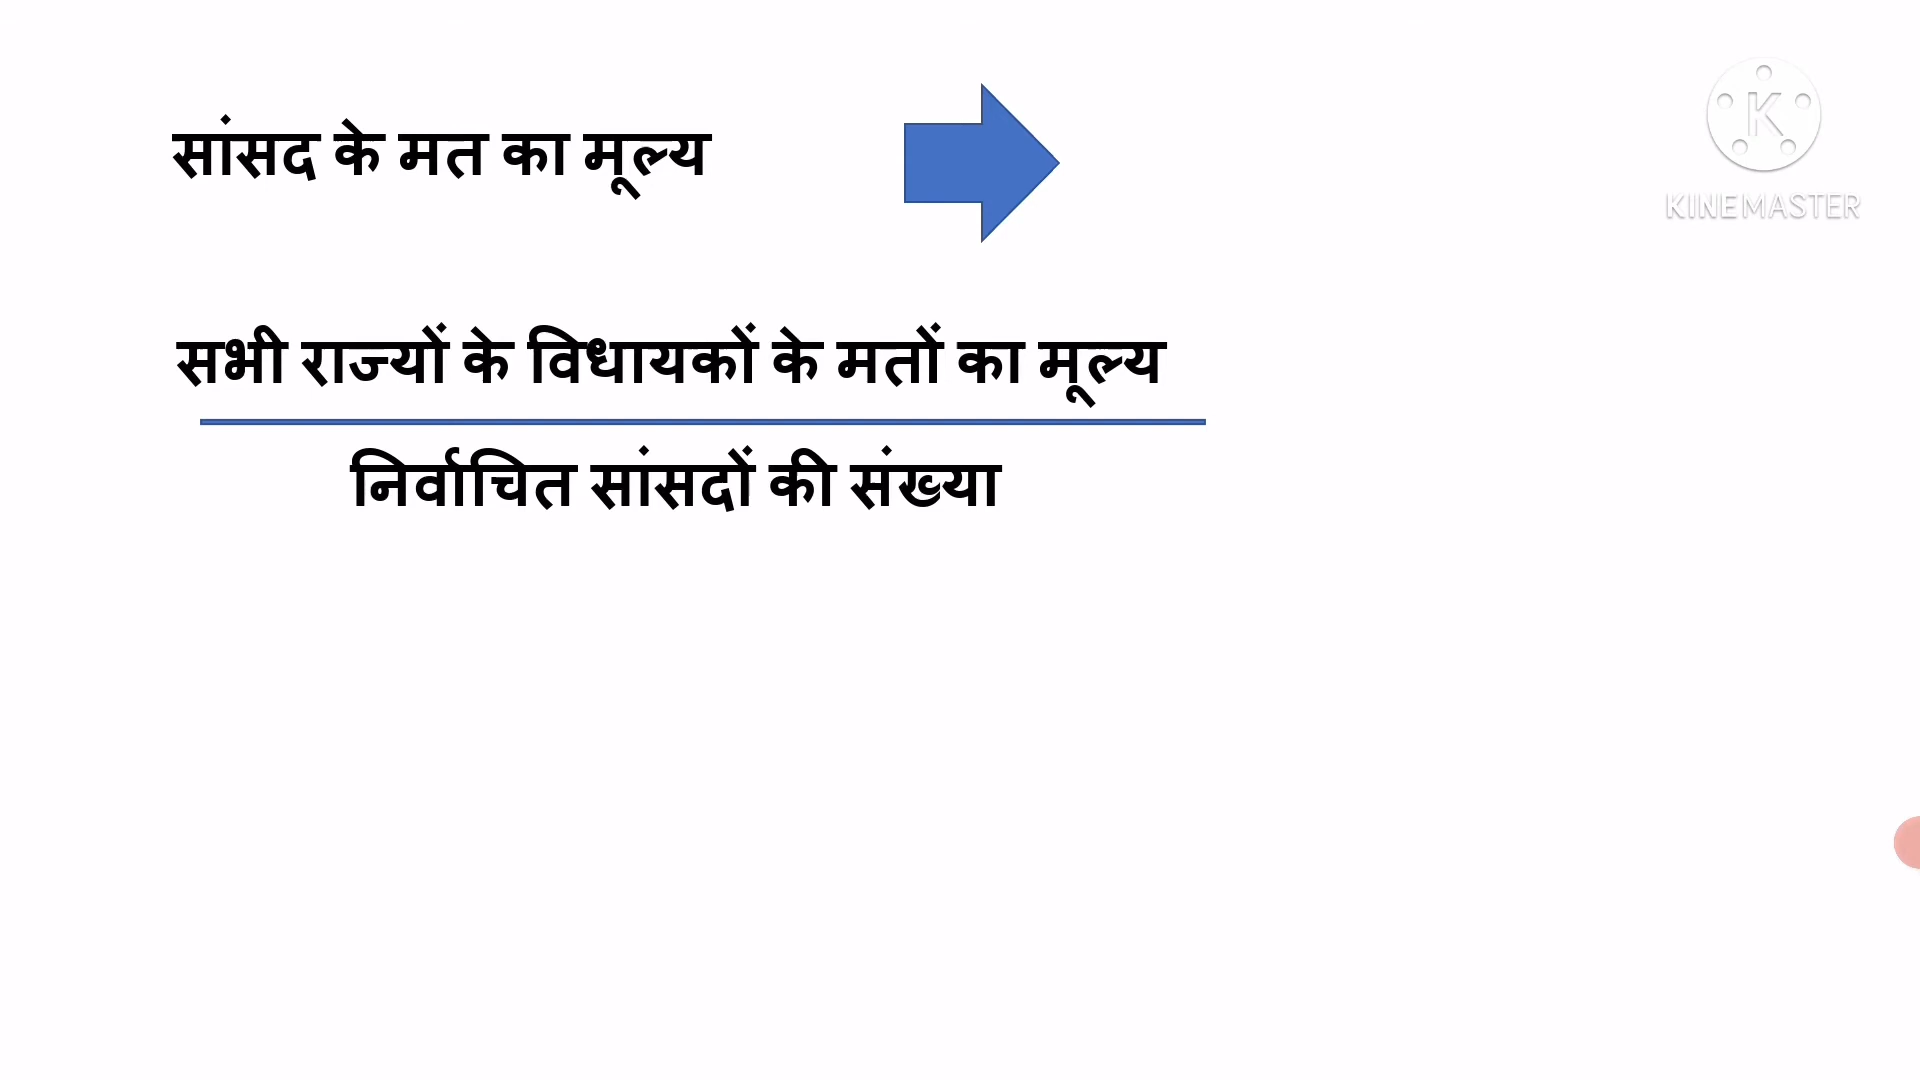 सांसद के मत का मूल्य
K
KINEMASTER
सभी राज्यों के विधायकों के मतों का मूल्य
निर्वाचित सांसदों की संख्या